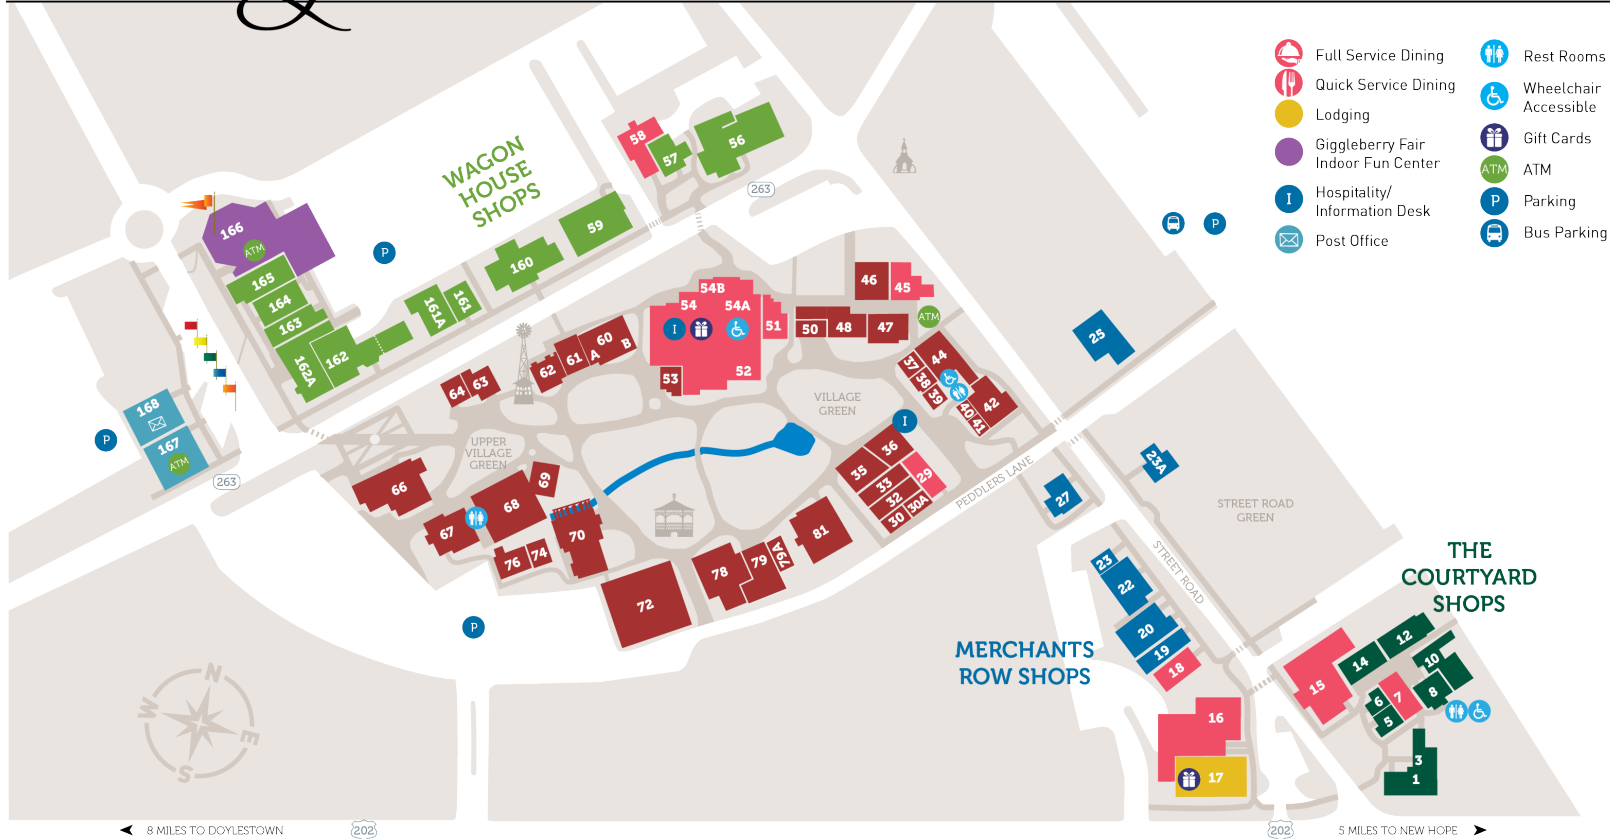 &
Full Service Dining
Quick Service Dining
Lodging
Giggleberry Fair
Indoor Fun Center
I
Hospitality/
Information Desk
Post Office
Rest Rooms
Wheelchair
Accessible
Gift Cards
ATM
ATM
P
Parking
Bus Parking
WAGON
HOUSE
SHOPS
58
57
56
263
59
160
161
161A
P
166
ATM
165
164
163
162
162A
168
167
ATM
P
263
P
54B
54
54A
I
51
53
52
46
45
50
48
47
ATM
60
A
B
61
62
63
64
44
37
38
39
40
41
42
25
VILLAGE
GREEN
I
UPPER
VILLAGE
GREEN
36
35
33
32
30
30A
29
PEDDLERS LANE
27
23A
STREET ROAD
GREEN
STREET ROAD
66
67
68
69
70
76
74
72
78
79
79A
81
P
23
22
20
19
18
MERCHANTS
ROW SHOPS
16
17
THE
COURTYARD
SHOPS
15
14
12
10
8
7
6
5
3
1
N
W
E
S
8 MILES TO DOYLESTOWN
202
202
5 MILES TO NEW HOPE